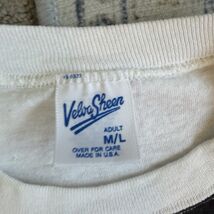 Velva Sheen
ADULT
M/L
OVER FOR CARE
MADE IN U.S.A.